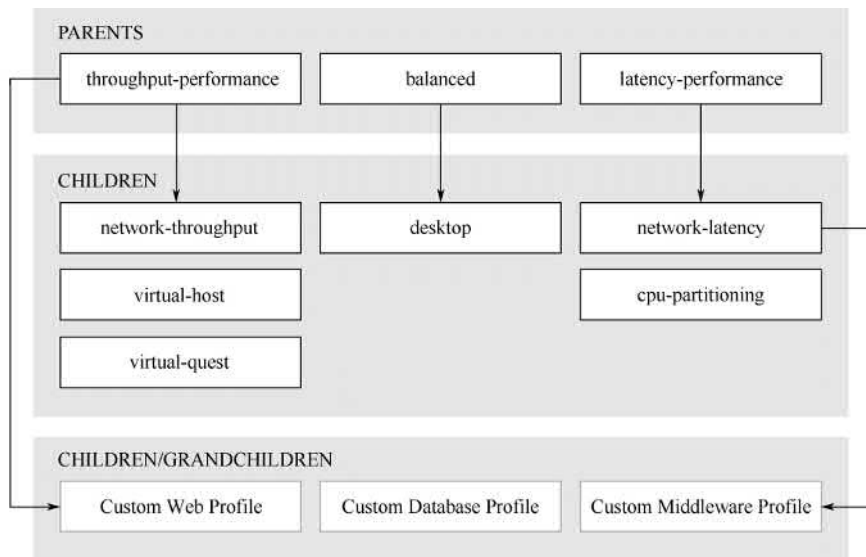 PARENTS
throughput-performance
balanced
latency-performance
CHILDREN
network-throughput
desktop
network-latency
virtual-host
cpu-partitioning
virtual-quest
CHILDREN/GRANDCHILDREN
Custom Web Profile
Custom Database Profile
Custom Middleware Profile